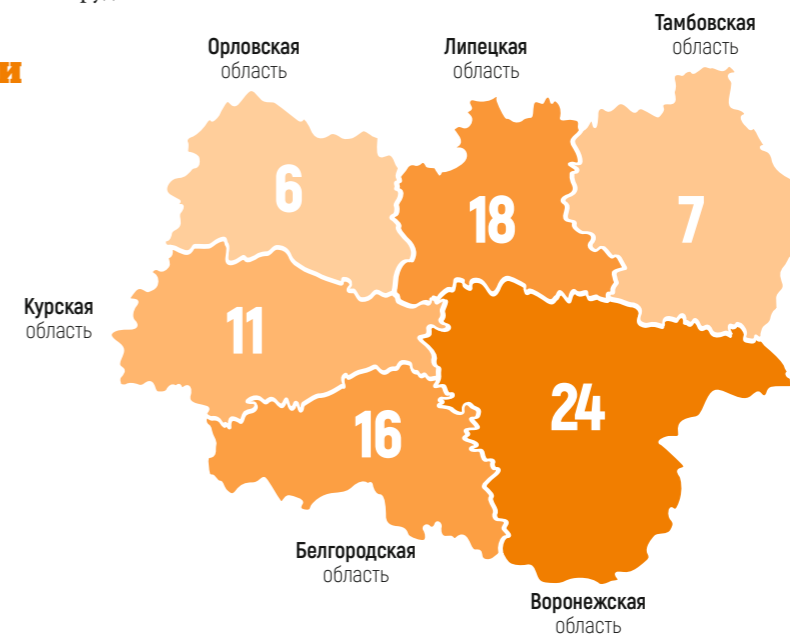 и
Орловская
область
Липецкая
область
Тамбовская
область
6
18
7
Курская
область
11
24
16
Белгородская
область
Воронежская
область